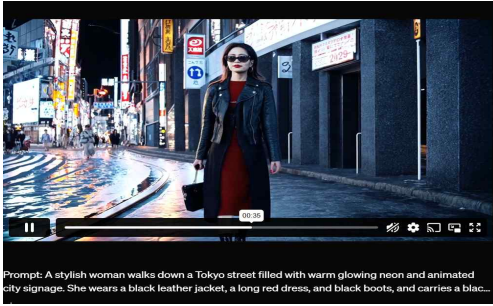 00:35
Prompt: A stylish woman walks down a Tokyo street filled with warm glowing neon and animated
city signage. She wears a black leather jacket, a long red dress, and black boots, and carries a blac...